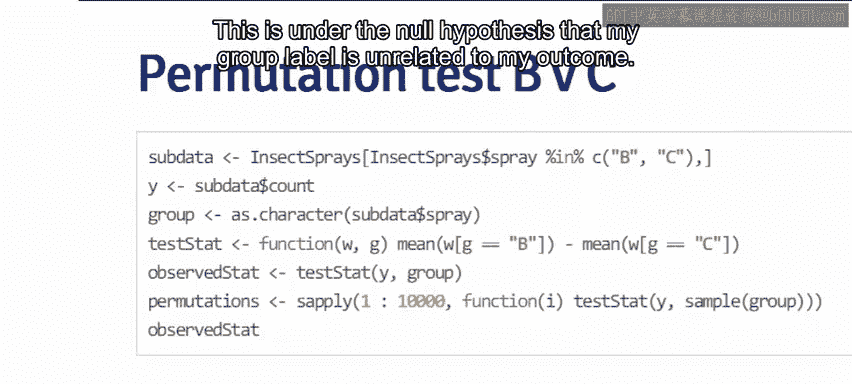 This is under the null hypothesis that my
group label is unrelated to my outcome.
Permutation test B v C
subdata <- InsectSprays[InsectSprays$spray %in% c("B", "C"),]
y <- subdata$count
group <- as.character(subdata$spray)
testStat <- function(w, g) mean(w[g == "B"]) - mean(w[g == "C"])
observedStat <- testStat(y, group)
permutations <- sapply(1 : 10000, function(i) testStat(y, sample(group)))
observedStat